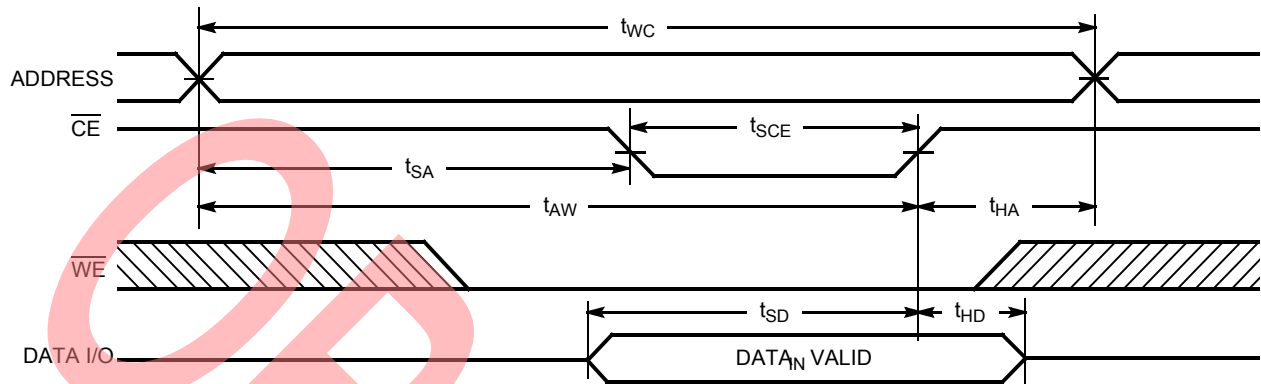 tWC
ADDRESS
CE
tSCE
tSA
tAW
tHA
WE
tSD
tHD
DATA I/O
DATAIN VALID